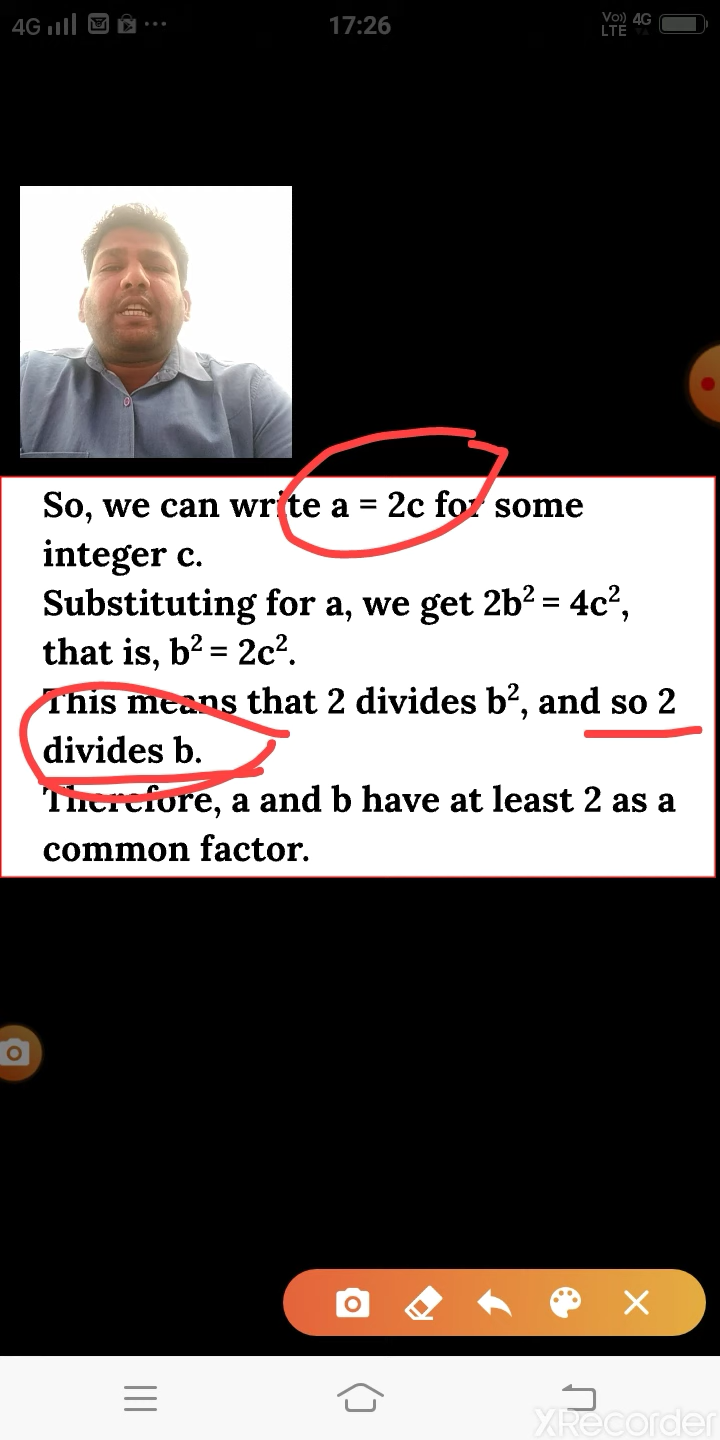 4G 17:26 Vo)) LTE 4G
So, we can write a = 2c for some
integer c.
Substituting for a, we get 2b² = 4c²,
that is, b² = 2c².
This means that 2 divides b², and so 2
divides b.
Therefore, a and b have at least 2 as a
common factor.
XRecorder